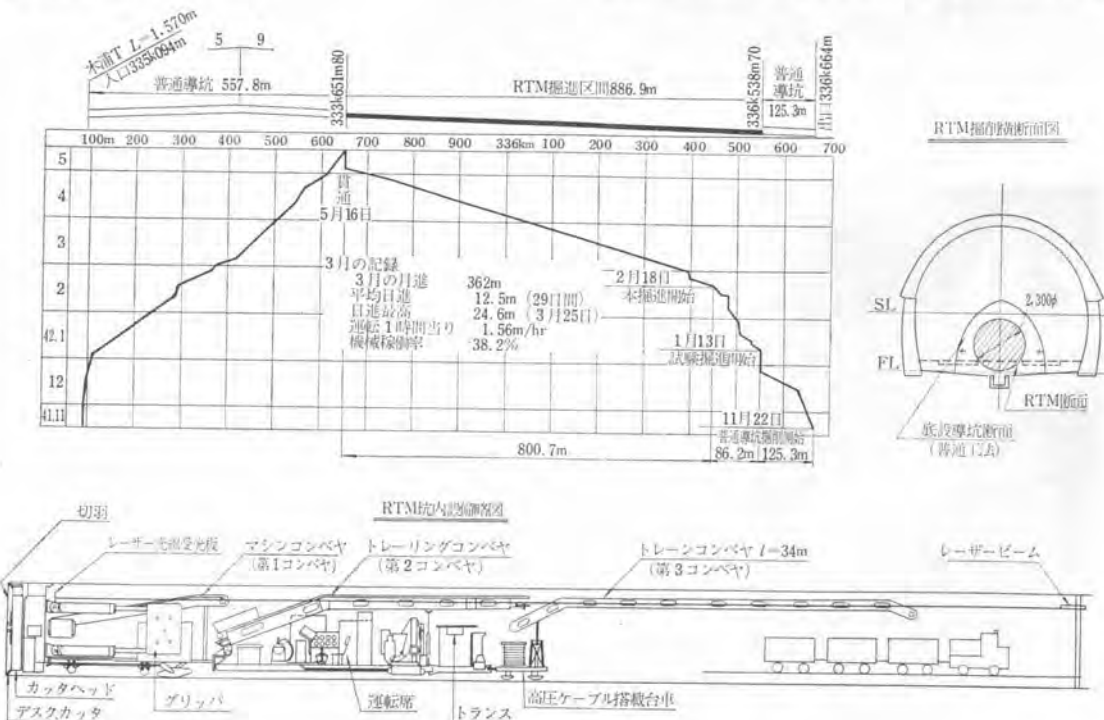 木浦T L=1.570m
入口335k094m
5 9
普通導坑 557.8m
333k651m80
RTM掘進区間886.9m
336k538m70
普通
導坑
125.3m
出口336k664m
100m 200 300 400 500 600 700 800 900 336km 100 200 300 400 500 600 700
5
4
3
2
42.1
12
41.11
貫通
5月16日
3月の記録
3月の月進 362m
平均日進 12.5m (29日間)
日進最高 24.6m (3月25日)
運転1時間当り 1.56m/hr
機械稼働率 38.2%
2月18日
本掘進開始
1月13日
試験掘進開始
11月22日
普通導坑掘削開始
800.7m
86.2m
125.3m
RTM掘削横断面図
SL
2,300φ
FL
RTM断面
底設導坑断面
(普通工法)
RTM坑内設備略図
切羽
レーザー光源受光板
マシンコンベヤ
(第1コンベヤ)
トレーリングコンベヤ
(第2コンベヤ)
トレーンコンベヤ l=34m
(第3コンベヤ)
レーザービーム
カッタヘッド
デスクカッタ
グリッパ
運転席
トランス
高圧ケーブル搭載台車